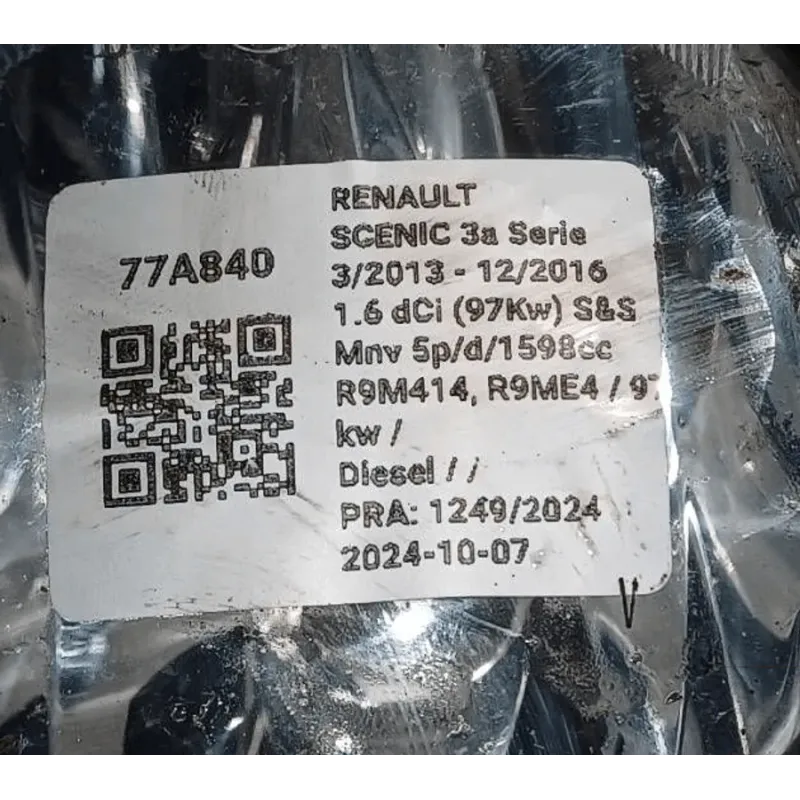 77A840
RENAULT
SCENIC 3a Serie
3/2013 - 12/2016
1.6 dCi (97Kw) S&S
Mnv 5p/d/1598cc
R9M414, R9ME4 / 97
kw /
Diesel / /
PRA: 1249/2024
2024-10-07
V